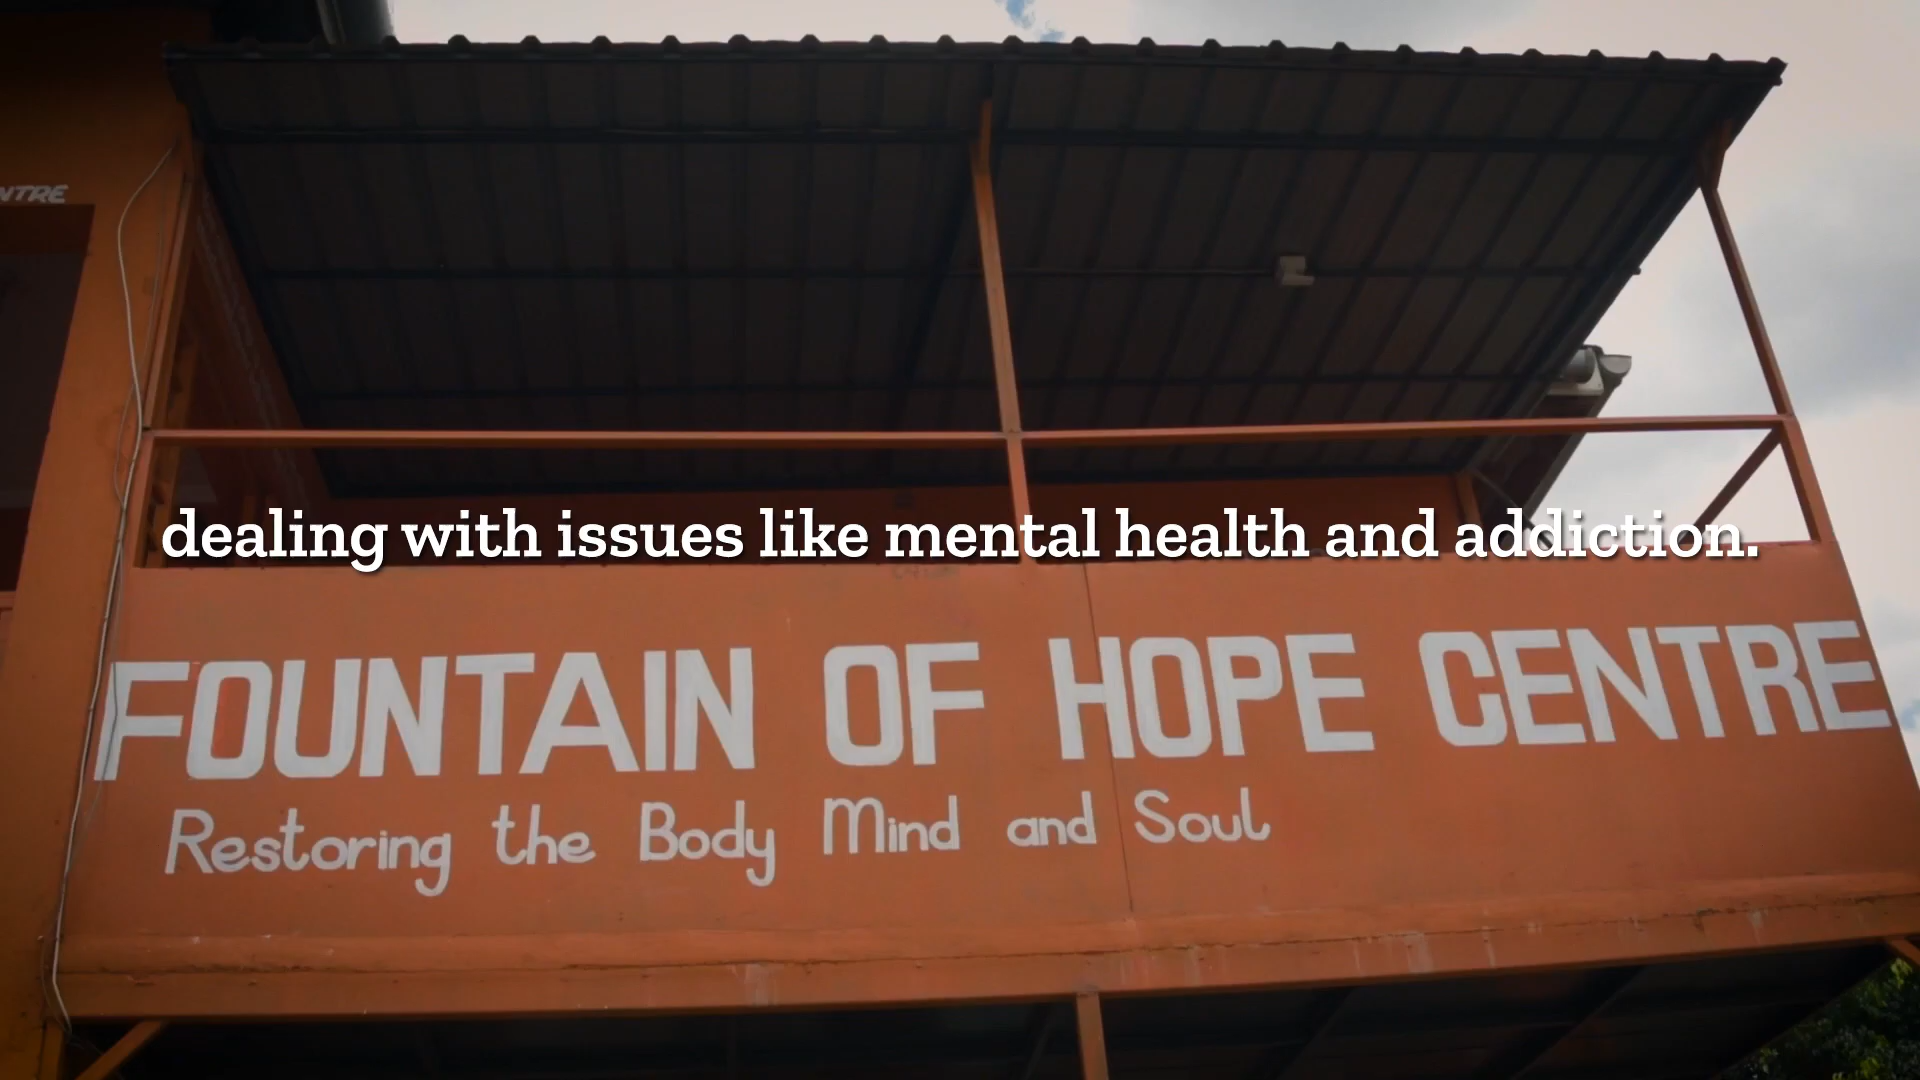 NTRE
dealing with issues like mental health and addiction.
FOUNTAIN OF HOPE CENTRE
Restoring the Body Mind and Soul